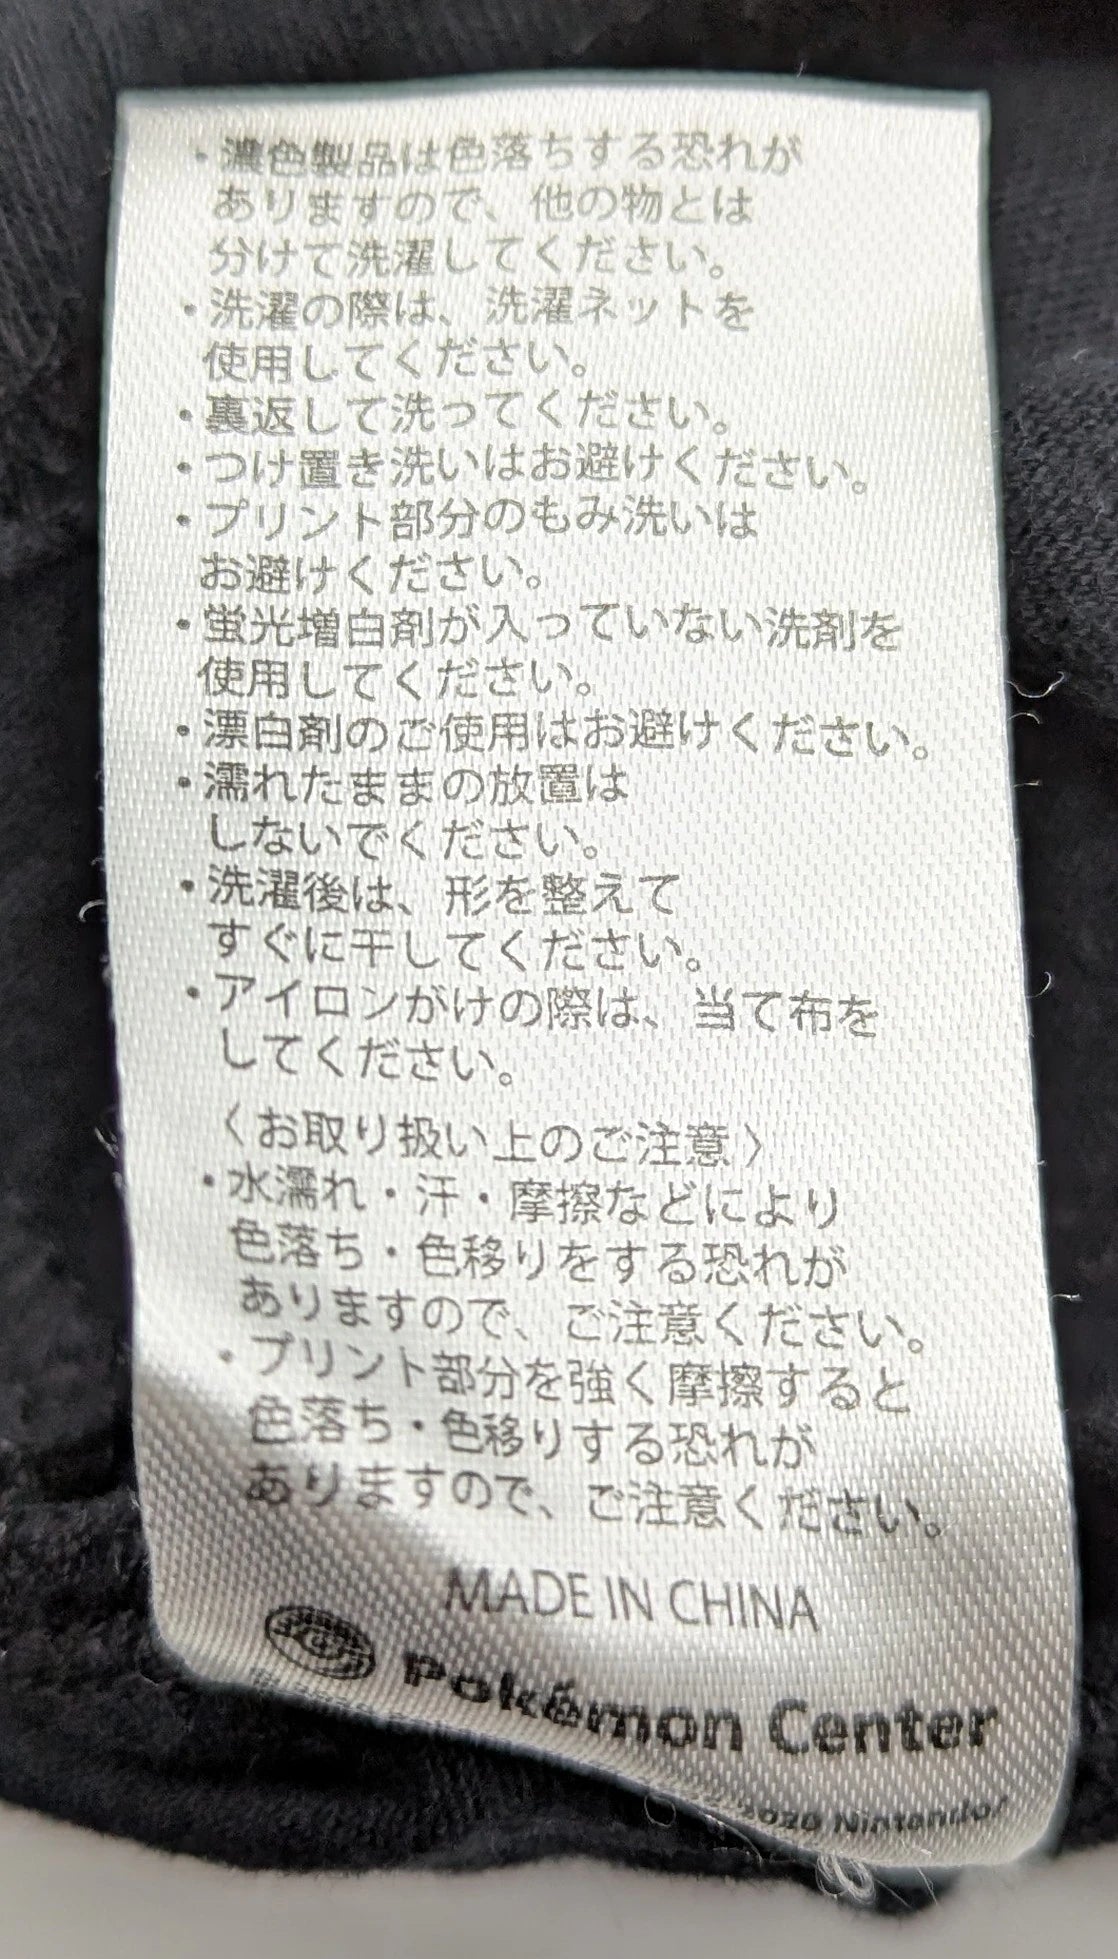 ・濃色製品は色落ちする恐れが
ありますので、他の物とは
分けて洗濯してください。
・洗濯の際は、洗濯ネットを
使用してください。
・裏返して洗ってください。
・つけ置き洗いはお避けください。
・プリント部分のもみ洗いは
お避けください。
・蛍光増白剤が入っていない洗剤を
使用してください。
・漂白剤のご使用はお避けください。
・濡れたままの放置は
しないでください。
・洗濯後は、形を整えて
すぐに干してください。
・アイロンがけの際は、当て布を
してください。
〈お取り扱い上のご注意〉
・水濡れ・汗・摩擦などにより
色落ち・色移りをする恐れが
ありますので、ご注意ください。
・プリント部分を強く摩擦すると
色落ち・色移りする恐れが
ありますので、ご注意ください。
MADE IN CHINA
Pokémon Center
2020 Nintendo/